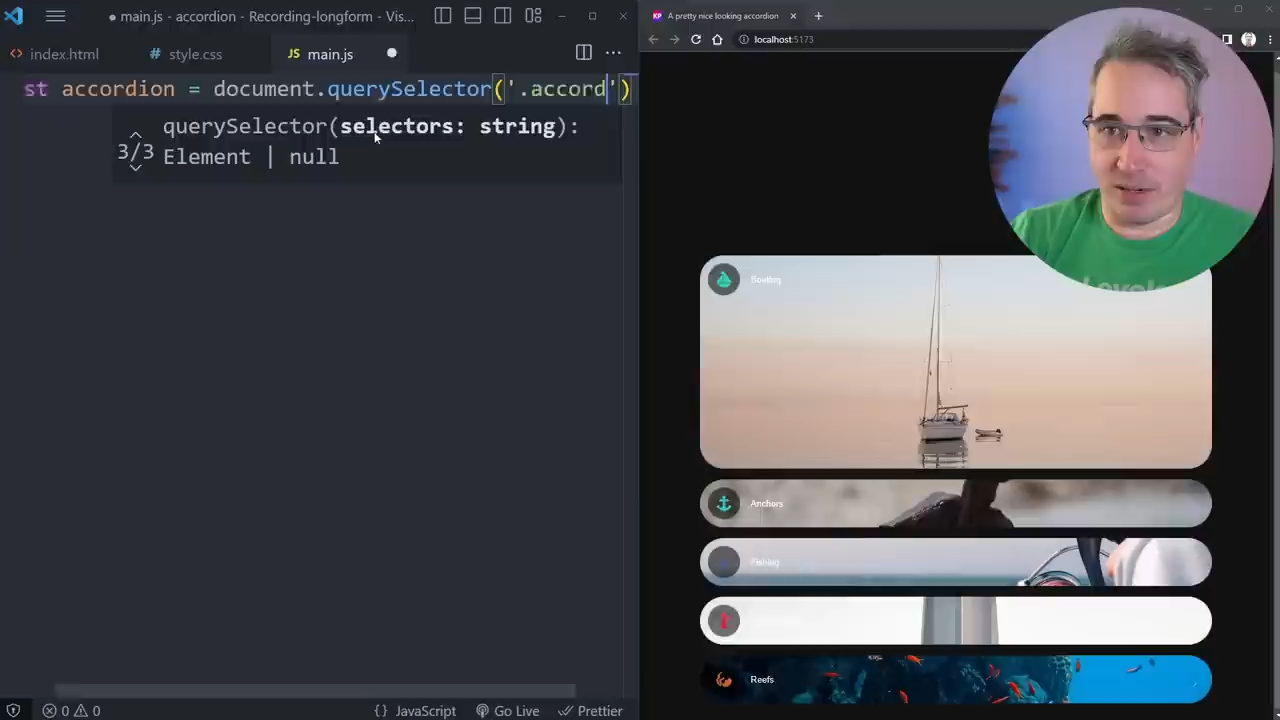 main.js - accordion - Recording-longform - Vis...
index.html
# style.css
JS main.js
st accordion = document.querySelector('.accord')
querySelector(selectors: string):
3/3 Element | null
0 0
{} JavaScript
Go Live
Prettier
KP A pretty nice looking accordion
localhost:5173
Boating
Anchors
Fishing
Reefs